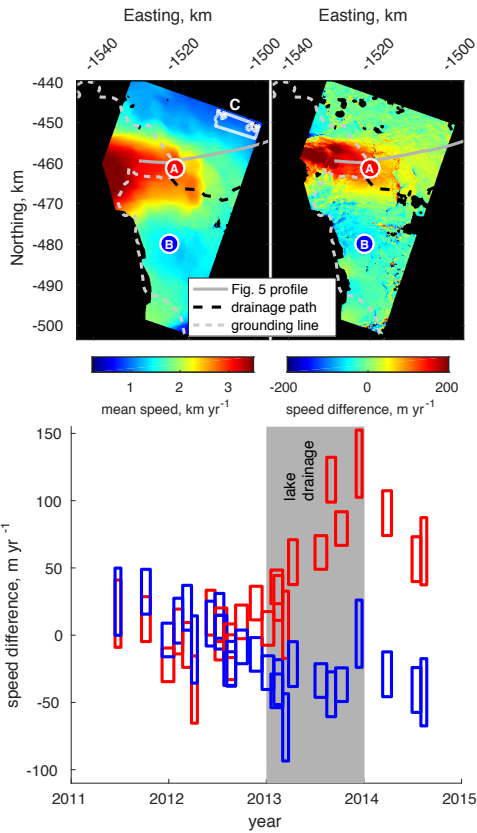 Easting, km
Easting, km
-1540
-1520
-1500
-1540
-1520
-1500
Northing, km
-440
-450
-460
-470
-480
-490
-500
C
A
A
B
B
Fig. 5 profile
drainage path
grounding line
1
2
3
mean speed, km yr-1
-200
0
200
speed difference, m yr-1
speed difference, m yr -1
150
100
50
0
-50
-100
lake
drainage
2011
2012
2013
2014
2015
year